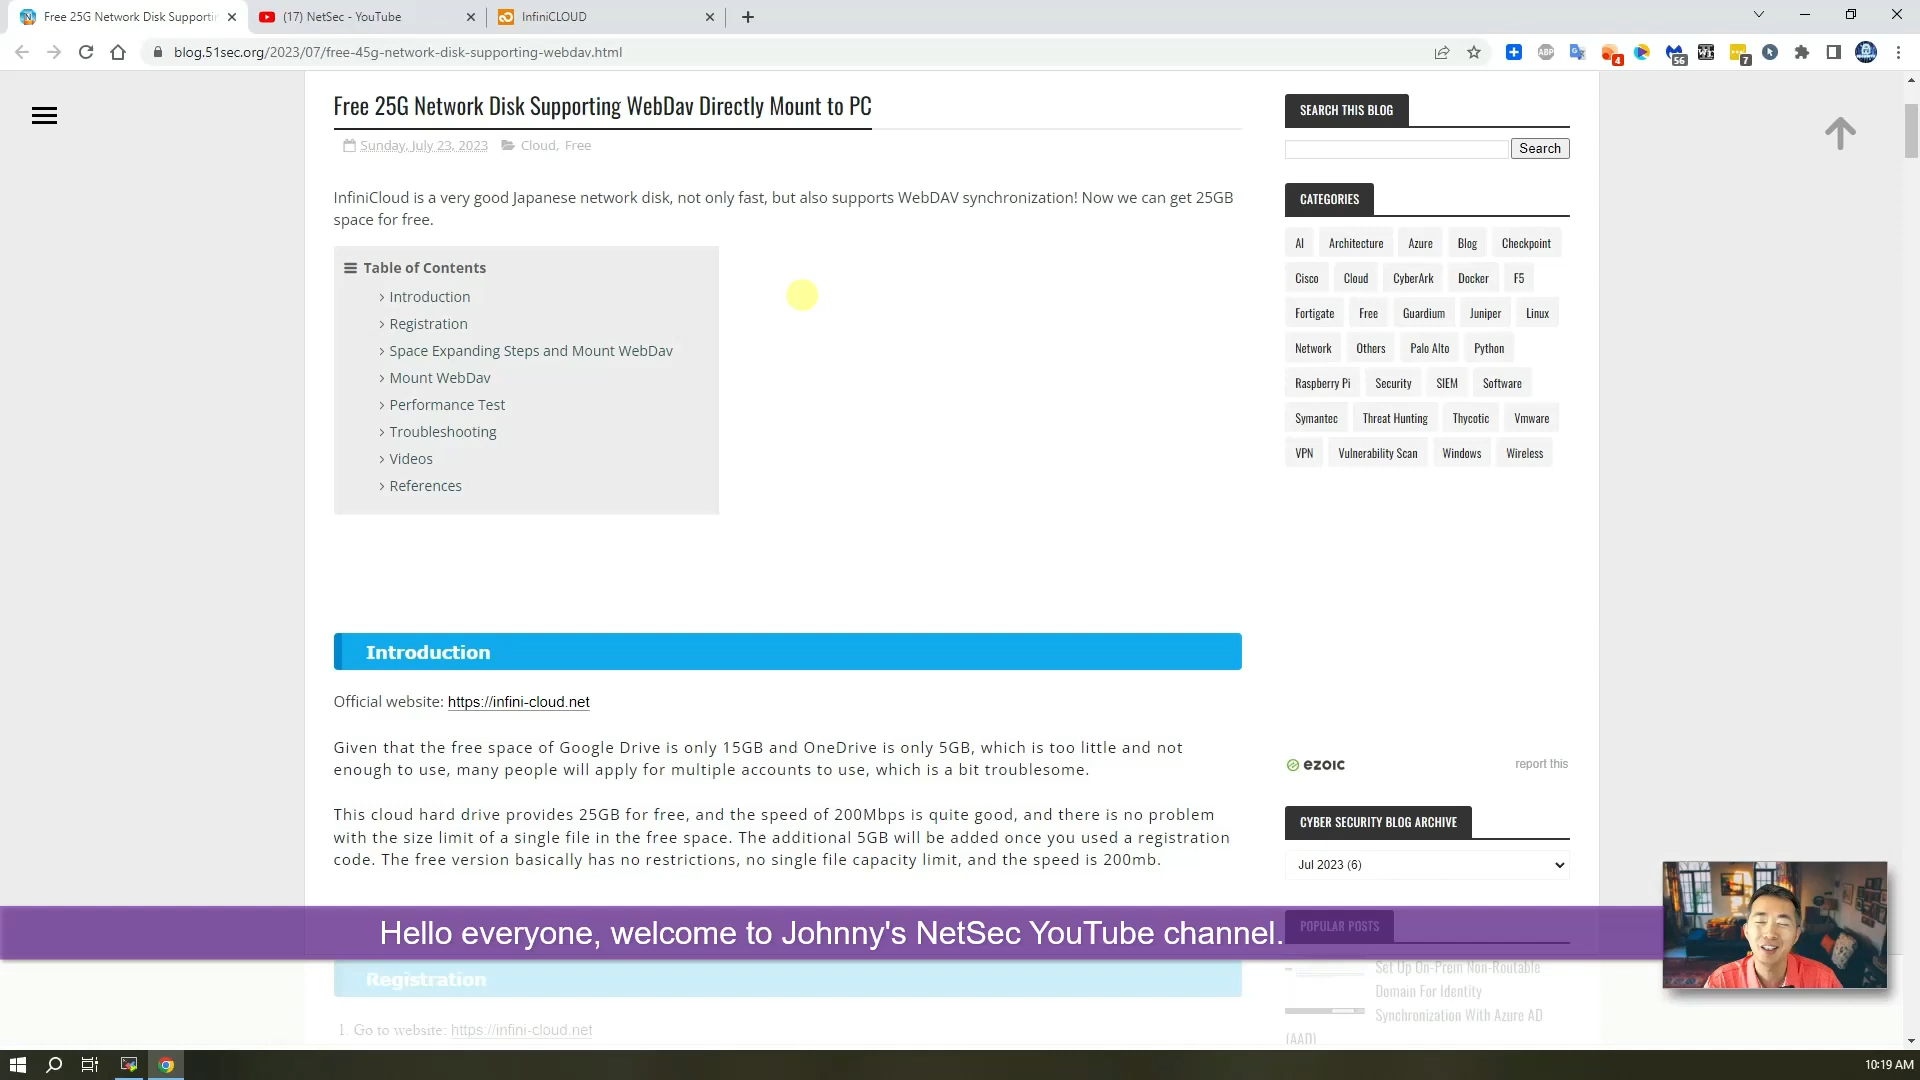 Free 25G Network Disk Supportin
(17) NetSec - YouTube
InfiniCLOUD
blog.51sec.org/2023/07/free-45g-network-disk-supporting-webdav.html
ABP
4
56
7
Free 25G Network Disk Supporting WebDav Directly Mount to PC
Sunday, July 23, 2023 Cloud, Free
InfiniCloud is a very good Japanese network disk, not only fast, but also supports WebDAV synchronization! Now we can get 25GB
space for free.
Table of Contents
Introduction
Registration
Space Expanding Steps and Mount WebDav
Mount WebDav
Performance Test
Troubleshooting
Videos
References
Introduction
Official website: https://infini-cloud.net
Given that the free space of Google Drive is only 15GB and OneDrive is only 5GB, which is too little and not
enough to use, many people will apply for multiple accounts to use, which is a bit troublesome.
This cloud hard drive provides 25GB for free, and the speed of 200Mbps is quite good, and there is no problem
with the size limit of a single file in the free space. The additional 5GB will be added once you used a registration
code. The free version basically has no restrictions, no single file capacity limit, and the speed is 200mb.
Registration
1. Go to website: https://infini-cloud.net
SEARCH THIS BLOG
Search
CATEGORIES
AI Architecture Azure Blog Checkpoint
Cisco Cloud CyberArk Docker F5
Fortigate Free Guardium Juniper Linux
Network Others Palo Alto Python
Raspberry Pi Security SIEM Software
Symantec Threat Hunting Thycotic Vmware
VPN Vulnerability Scan Windows Wireless
ezoic report this
CYBER SECURITY BLOG ARCHIVE
Jul 2023 (6)
POPULAR POSTS
Set Up On-Prem Non-Routable
Domain For Identity
Synchronization With Azure AD
(AAD)
Hello everyone, welcome to Johnny's NetSec YouTube channel.
10:19 AM